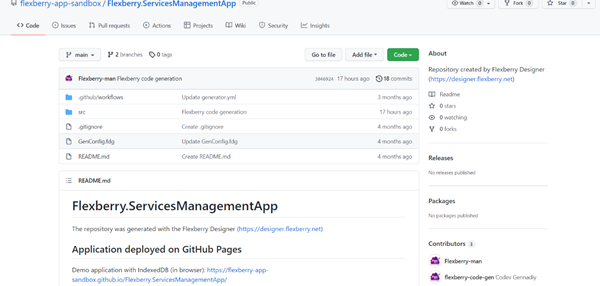 flexberry-app-sandbox / Flexberry.ServicesManagementApp Public
Watch 0 Fork 0 Star 0
Code Issues Pull requests Actions Projects Wiki Security Insights
main 2 branches 0 tags Go to file Add file Code
Flexberry-man Flexberry code generation 17 hours ago 18 commits
.github/workflows Update generator.yml 3 months ago
src Flexberry code generation 17 hours ago
.gitignore Create .gitignore 4 months ago
GenConfig.fdg Update GenConfig.fdg 4 months ago
README.md Create README.md 4 months ago
README.md
Flexberry.ServicesManagementApp
The repository was generated with the Flexberry Designer (https://designer.flexberry.net)
Application deployed on GitHub Pages
Demo application with IndexedDB (in browser): https://flexberry-app-
sandbox.github.io/Flexberry.ServicesManagementApp/
About
Repository created by Flexberry Designer
(https://designer.flexberry.net)
Readme
0 stars
0 watching
0 forks
Releases
No releases published
Packages
No packages published
Contributors 2
Flexberry-man
flexberry-code-gen Codev Gennadiy